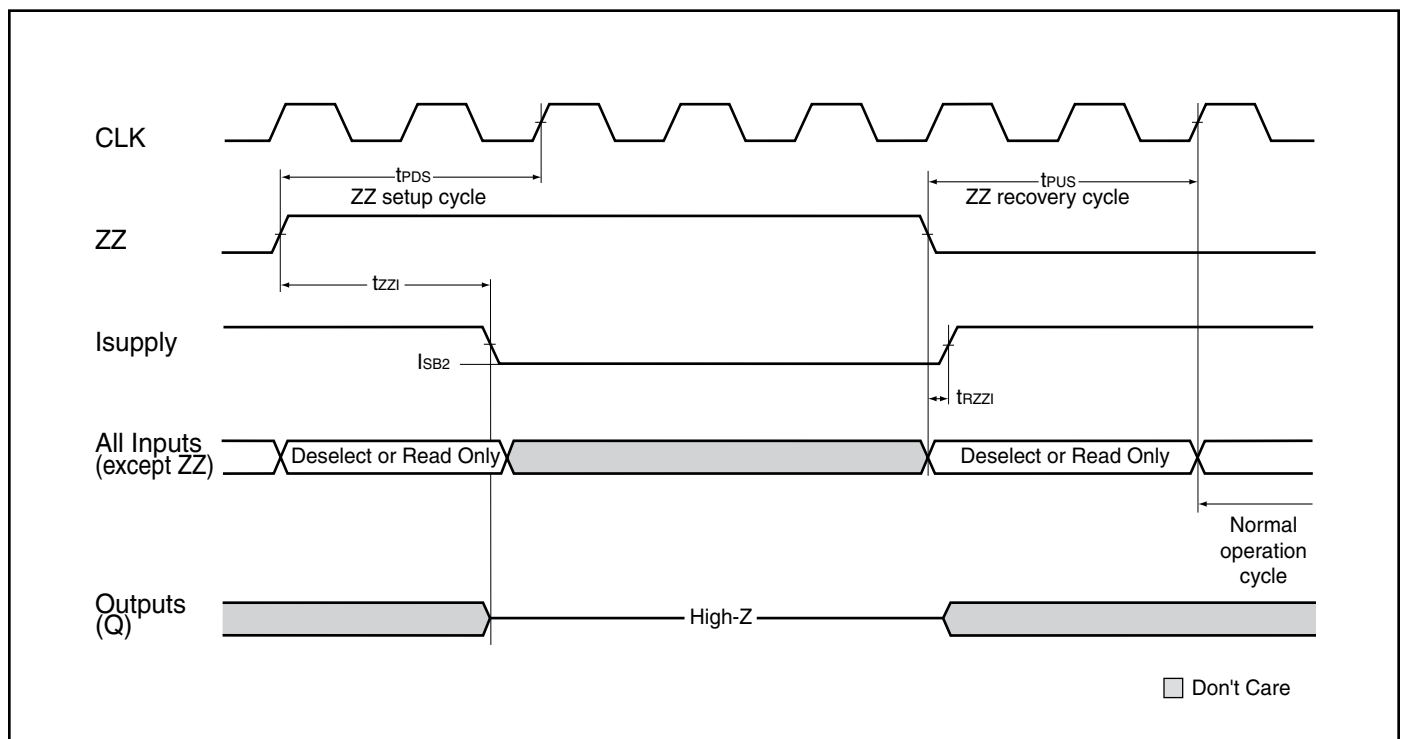 CLK
tPDS
ZZ setup cycle
tPUS
ZZ recovery cycle
ZZ
tZZI
Isupply
ISB2
tRZZI
All Inputs
(except ZZ)
Deselect or Read Only
Deselect or Read Only
Normal
operation
cycle
Outputs
(Q)
High-Z
Don't Care